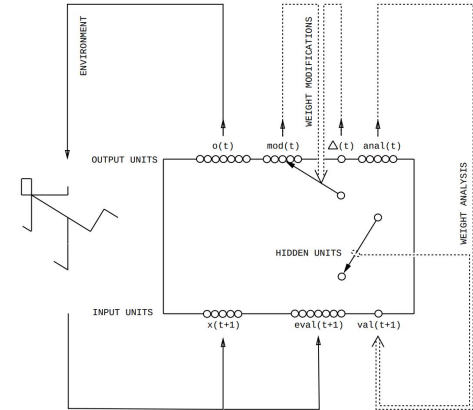 ENVIRONMENT
WEIGHT MODIFICATIONS
o(t) mod(t) △(t) anal(t)
OUTPUT UNITS
WEIGHT ANALYSIS
HIDDEN UNITS
INPUT UNITS
x(t+1) eval(t+1) val(t+1)